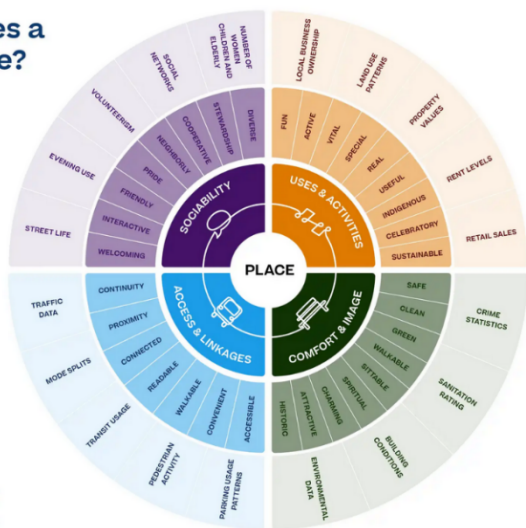 es a
e?
PLACE
SOCIABILITY
DIVERSE
STEWARDSHIP
COOPERATIVE
NEIGHBORLY
PRIDE
FRIENDLY
INTERACTIVE
WELCOMING
NUMBER OF
WOMEN
CHILDREN AND
ELDERLY
SOCIAL
NETWORKS
VOLUNTEERISM
EVENING USE
STREET LIFE
USES & ACTIVITIES
FUN
ACTIVE
VITAL
SPECIAL
REAL
USEFUL
INDIGENOUS
CELEBRATORY
SUSTAINABLE
LOCAL BUSINESS
OWNERSHIP
LAND USE
PATTERNS
PROPERTY
VALUES
RENT LEVELS
RETAIL SALES
ACCESS & LINKAGES
CONTINUITY
PROXIMITY
CONNECTED
READABLE
WALKABLE
CONVENIENT
ACCESSIBLE
TRAFFIC
DATA
MODE SPLITS
TRANSIT USAGE
PEDESTRIAN
ACTIVITY
PARKING USAGE
PATTERNS
COMFORT & IMAGE
SAFE
CLEAN
GREEN
WALKABLE
SITTABLE
SPIRITUAL
CHARMING
ATTRACTIVE
HISTORIC
CRIME
STATISTICS
SANITATION
RATING
BUILDING
CONDITIONS
ENVIRONMENTAL
DATA